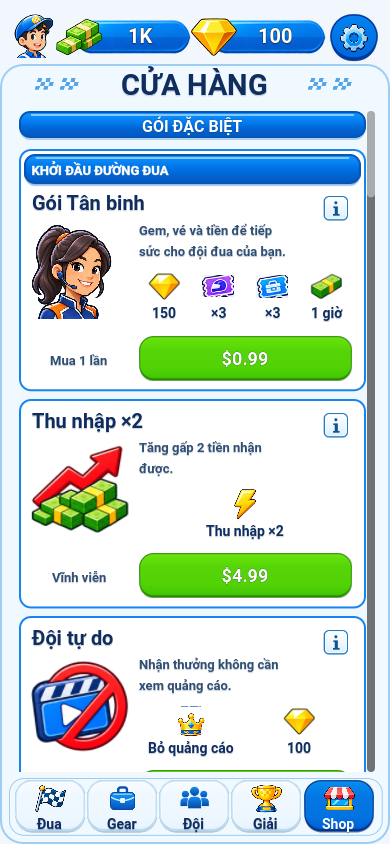 1K
100
CỬA HÀNG
GÓI ĐẶC BIỆT
KHỞI ĐẦU ĐƯỜNG ĐUA
Gói Tân binh
Gem, vé và tiền để tiếp
sức cho đội đua của bạn.
150
×3
×3
1 giờ
Mua 1 lần
$0.99
Thu nhập ×2
Tăng gấp 2 tiền nhận
được.
Thu nhập ×2
Vĩnh viễn
$4.99
Đội tự do
Nhận thưởng không cần
xem quảng cáo.
Bỏ quảng cáo
100
Đua
Gear
Đội
Giải
Shop